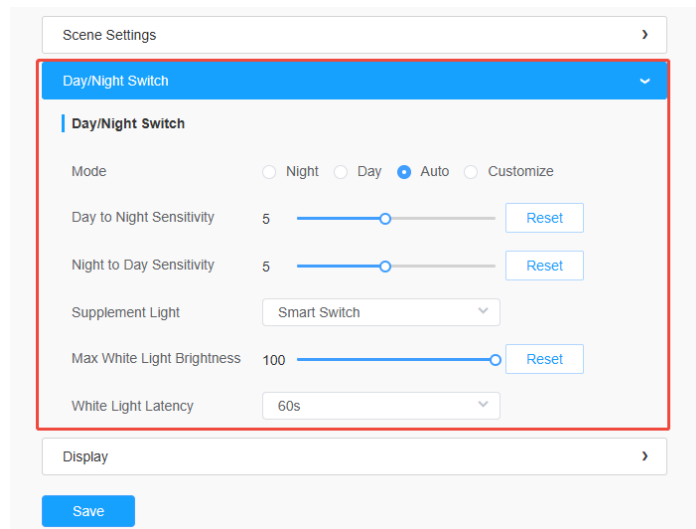 Scene Settings
Day/Night Switch
Day/Night Switch
Mode Night Day Auto Customize
Day to Night Sensitivity 5 Reset
Night to Day Sensitivity 5 Reset
Supplement Light Smart Switch
Max White Light Brightness 100 Reset
White Light Latency 60s
Display
Save